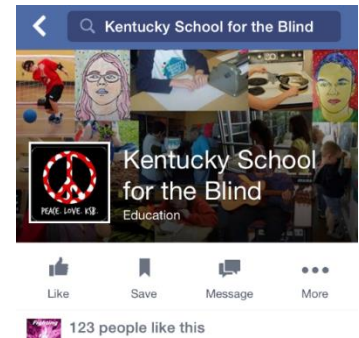 Kentucky School for the Blind
Kentucky School
for the Blind
Education
PEACE. LOVE. KSB.
Like
Save
Message
More
Fighting
123 people like this